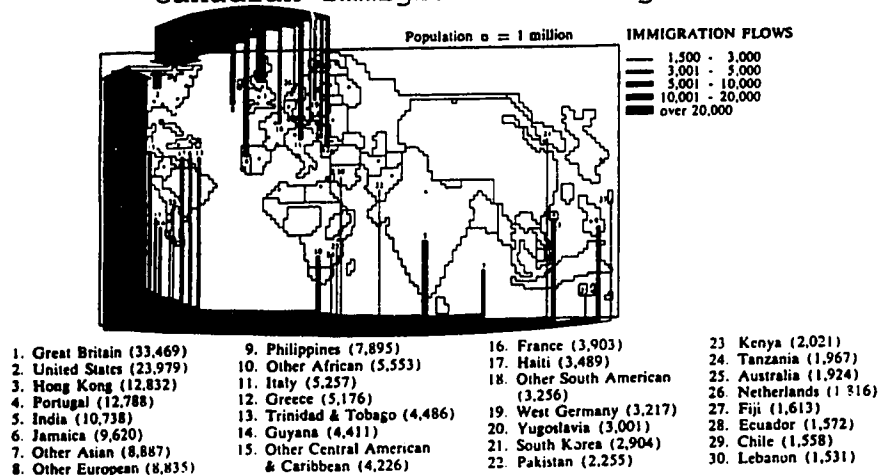 Population □ = 1 million
IMMIGRATION FLOWS
1,500 - 3,000
3,001 - 5,000
5,001 - 10,000
10,001 - 20,000
over 20,000
1. Great Britain (33,469)
2. United States (23,979)
3. Hong Kong (12,832)
4. Portugal (12,788)
5. India (10,738)
6. Jamaica (9,620)
7. Other Asian (8,887)
8. Other European (8,835)
9. Philippines (7,895)
10. Other African (5,553)
11. Italy (5,257)
12. Greece (5,176)
13. Trinidad & Tobago (4,486)
14. Guyana (4,411)
15. Other Central American
& Caribbean (4,226)
16. France (3,903)
17. Haiti (3,489)
18. Other South American
(3,256)
19. West Germany (3,217)
20. Yugoslavia (3,001)
21. South Korea (2,904)
22. Pakistan (2,255)
23 Kenya (2,021)
24. Tanzania (1,967)
25. Australia (1,924)
26. Netherlands (1 816)
27. Fiji (1,613)
28. Ecuador (1,572)
29. Chile (1,558)
30. Lebanon (1,531)